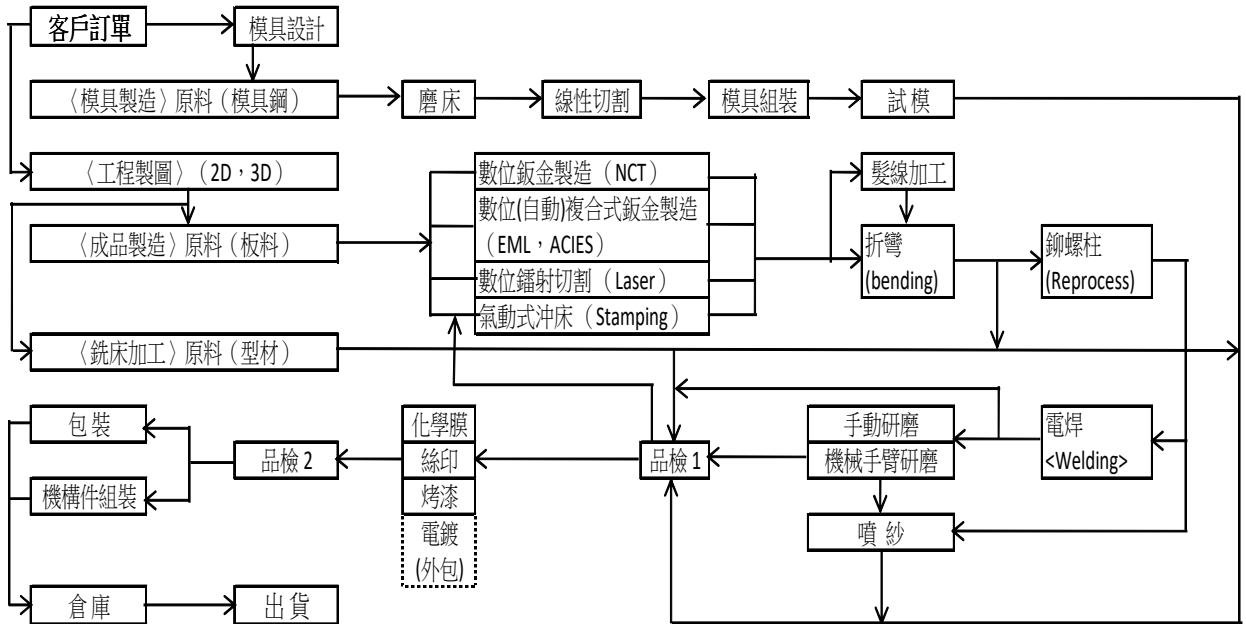 客戶訂單
模具設計
〈模具製造〉原料（模具鋼）
磨床
線性切割
模具組裝
試模
〈工程製圖〉（2D，3D）
數位鈑金製造（NCT）
髮線加工
數位(自動)複合式鈑金製造
（EML，ACIES）
〈成品製造〉原料（板料）
折彎
(bending)
鉚螺柱
(Reprocess)
數位鐳射切割（Laser）
氣動式沖床（Stamping）
〈銑床加工〉原料（型材）
包裝
化學膜
手動研磨
電焊
<Welding>
品檢 2
絲印
品檢 1
機械手臂研磨
機構件組裝
烤漆
電鍍
(外包)
噴紗
倉庫
出貨